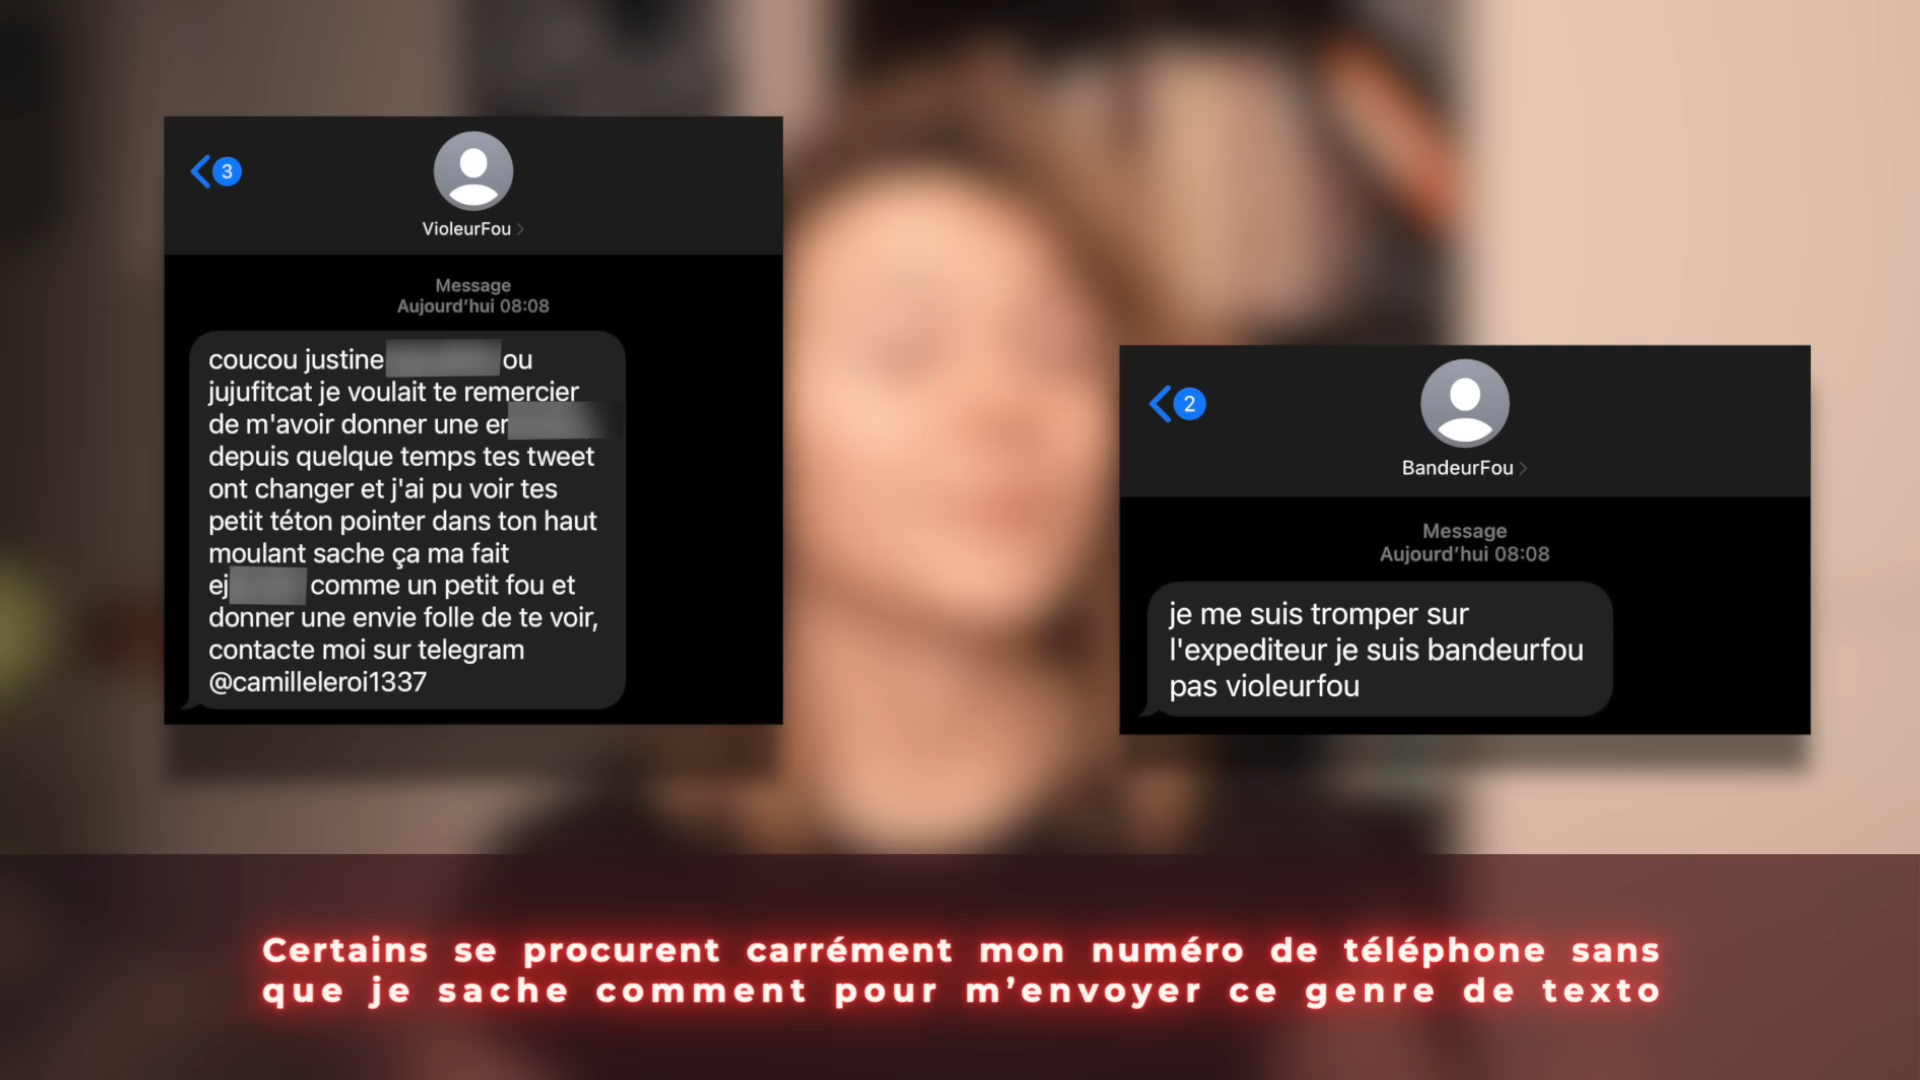 3
VioleurFou
Message
Aujourd'hui 08:08
coucou justine ou
jujufitcat je voulait te remercier
de m'avoir donner une er
depuis quelque temps tes tweet
ont changer et j'ai pu voir tes
petit téton pointer dans ton haut
moulant sache ça ma fait
ej comme un petit fou et
donner une envie folle de te voir,
contacte moi sur telegram
@camilleleroi1337
2
BandeurFou
Message
Aujourd'hui 08:08
je me suis tromper sur
l'expediteur je suis bandeurfou
pas violeurfou
Certains se procurent carrément mon numéro de téléphone sans
que je sache comment pour m'envoyer ce genre de texto